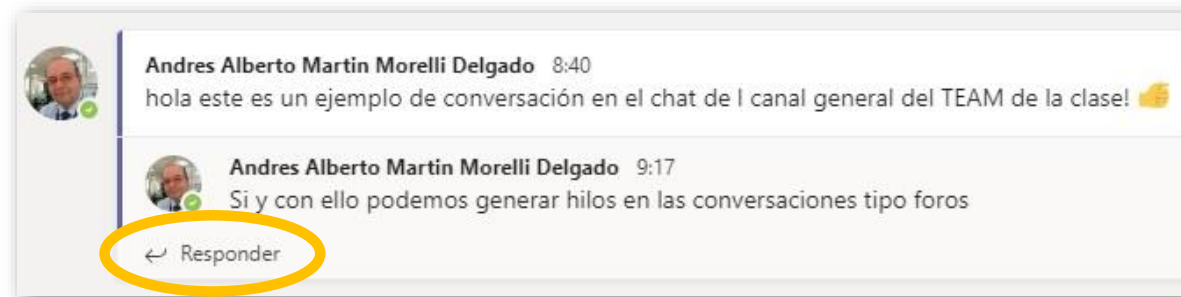 Andres Alberto Martin Morelli Delgado 8:40
hola este es un ejemplo de conversación en el chat de l canal general del TEAM de la clase!
Andres Alberto Martin Morelli Delgado 9:17
Si y con ello podemos generar hilos en las conversaciones tipo foros
Responder